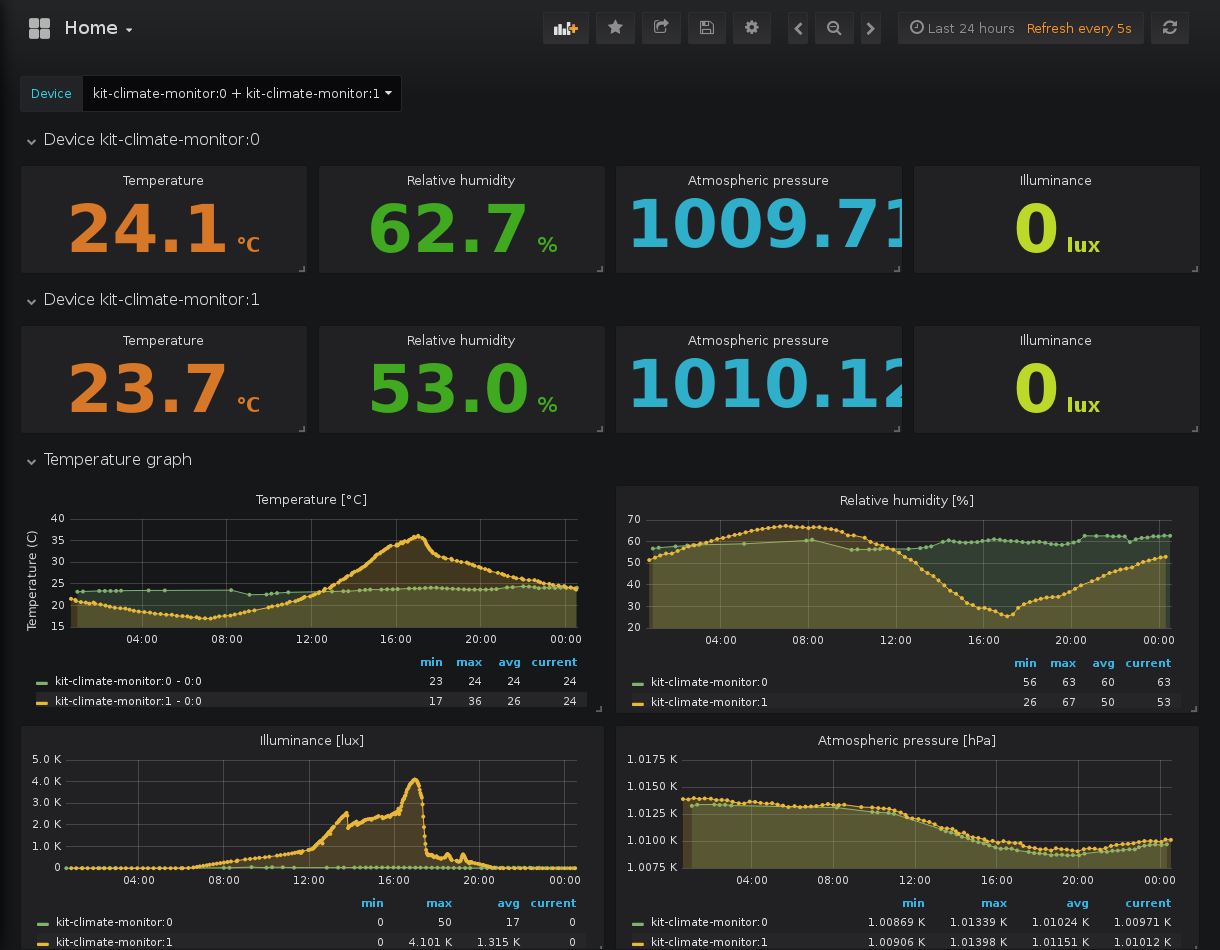 Home
Last 24 hours Refresh every 5s
Device kit-climate-monitor:0 + kit-climate-monitor:1
Device kit-climate-monitor:0
Temperature Relative humidity Atmospheric pressure Illuminance
24.1 °C 62.7 % 1009.71 0 lux
Device kit-climate-monitor:1
Temperature Relative humidity Atmospheric pressure Illuminance
23.7 °C 53.0 % 1010.12 0 lux
Temperature graph
Temperature [°C]
Temperature (C)
40
35
30
25
20
15
04:00 08:00 12:00 16:00 20:00 00:00
min max avg current
kit-climate-monitor:0 - 0:0 23 24 24 24
kit-climate-monitor:1 - 0:0 17 36 26 24
Relative humidity [%]
70
60
50
40
30
20
04:00 08:00 12:00 16:00 20:00 00:00
min max avg current
kit-climate-monitor:0 56 63 60 63
kit-climate-monitor:1 26 67 50 53
Illuminance [lux]
5.0 K
4.0 K
3.0 K
2.0 K
1.0 K
0
04:00 08:00 12:00 16:00 20:00 00:00
min max avg current
kit-climate-monitor:0 0 50 17 0
kit-climate-monitor:1 0 4.101 K 1.315 K 0
Atmospheric pressure [hPa]
1.0175 K
1.0150 K
1.0125 K
1.0100 K
1.0075 K
04:00 08:00 12:00 16:00 20:00 00:00
min max avg current
kit-climate-monitor:0 1.00869 K 1.01339 K 1.01024 K 1.00971 K
kit-climate-monitor:1 1.00906 K 1.01398 K 1.01151 K 1.01012 K